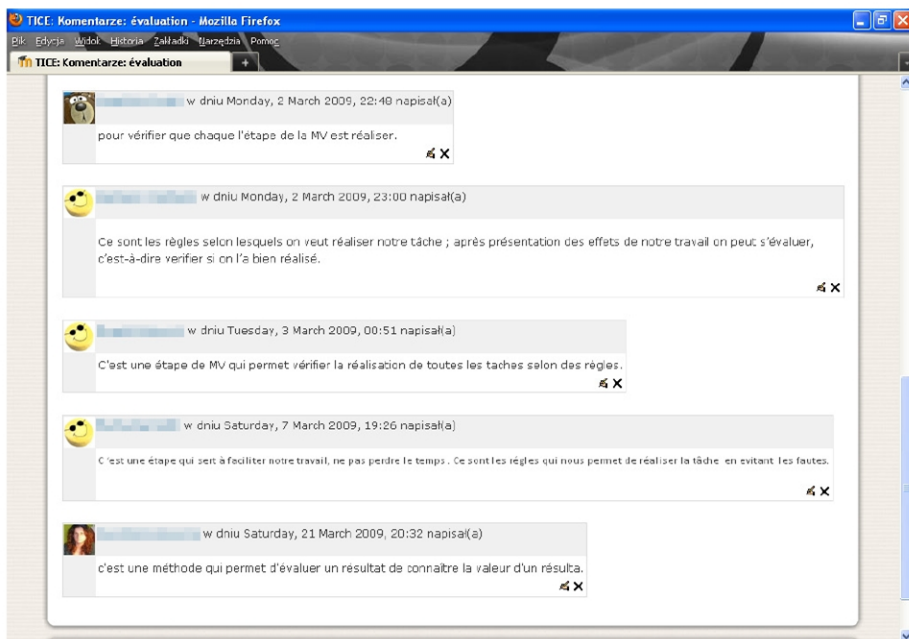 TICE: Komentarze: évaluation - Mozilla Firefox
Plik Edycja Widok Historia Zakładki Narzędzia Pomoc
TICE: Komentarze: évaluation
w dniu Monday, 2 March 2009, 22:48 napisał(a)
pour vérifier que chaque l'étape de la MV est réaliser.
w dniu Monday, 2 March 2009, 23:00 napisał(a)
Ce sont les règles selon lesquels on veut réaliser notre tâche ; après présentation des effets de notre travail on peut s'évaluer,
c'est-à-dire verifier si on l'a bien réalisé.
w dniu Tuesday, 3 March 2009, 00:51 napisał(a)
C'est une étape de MV qui permet vérifier la réalisation de toutes les taches selon des règles.
w dniu Saturday, 7 March 2009, 19:26 napisał(a)
C'est une étape qui sert à faciliter notre travail, ne pas perdre le temps. Ce sont les règles qui nous permet de réaliser la tâche en evitant les fautes.
w dniu Saturday, 21 March 2009, 20:32 napisał(a)
c'est une méthode qui permet d'évaluer un résultat de connaître la valeur d'un résulta.